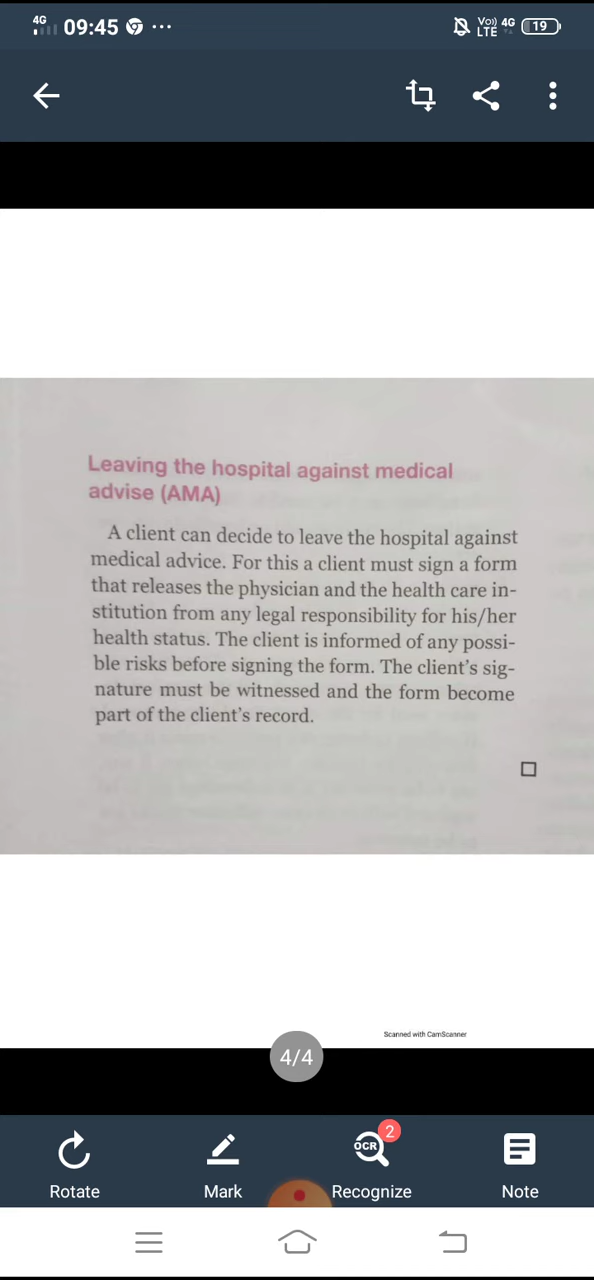 4G 09:45 ...
Vo) LTE 4G 19
Leaving the hospital against medical
advise (AMA)
A client can decide to leave the hospital against
medical advice. For this a client must sign a form
that releases the physician and the health care in-
stitution from any legal responsibility for his/her
health status. The client is informed of any possi-
ble risks before signing the form. The client's sig-
nature must be witnessed and the form become
part of the client's record.
Scanned with CamScanner
4/4
OCR 2
Rotate Mark Recognize Note